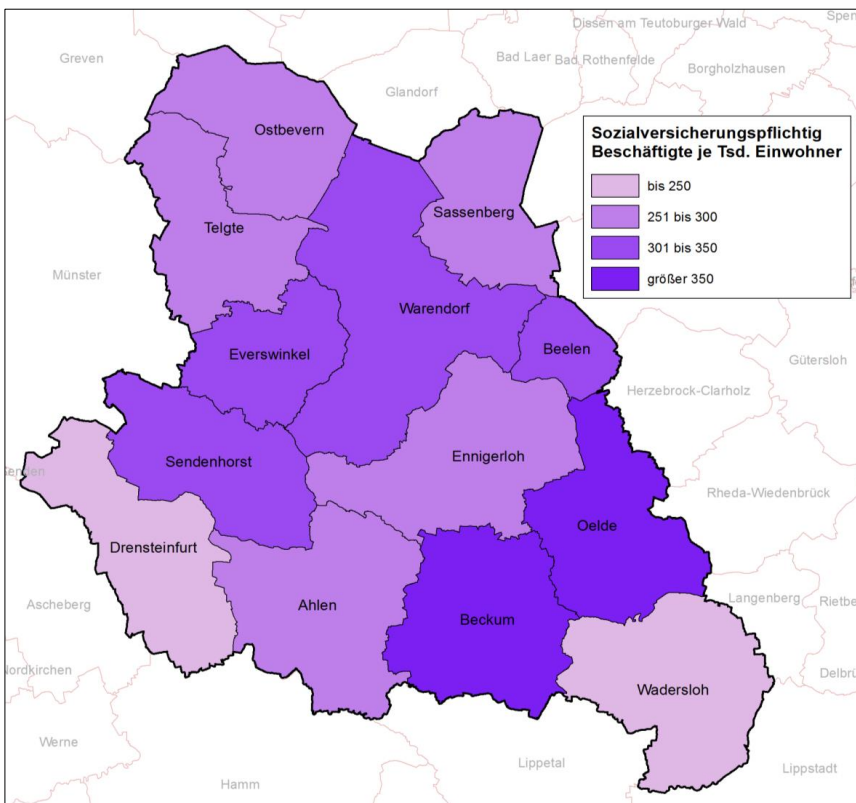 Dissen am Teutoburger Wald
Greven
Bad Laer
Bad Rothenfelde
Borgholzhausen
Glandorf
Ostbevern
Sozialversicherungspflichtig
Beschäftigte je Tsd. Einwohner
bis 250
251 bis 300
301 bis 350
größer 350
Sassenberg
Telgte
Münster
Warendorf
Everswinkel
Beelen
Gütersloh
Herzebrock-Clarholz
Ennigerloh
Sendenhorst
Rheda-Wiedenbrück
Oelde
Drensteinfurt
Ascheberg
Ahlen
Langenberg
Beckum
Wadersloh
Werne
Lippetal
Lippstadt
Hamm